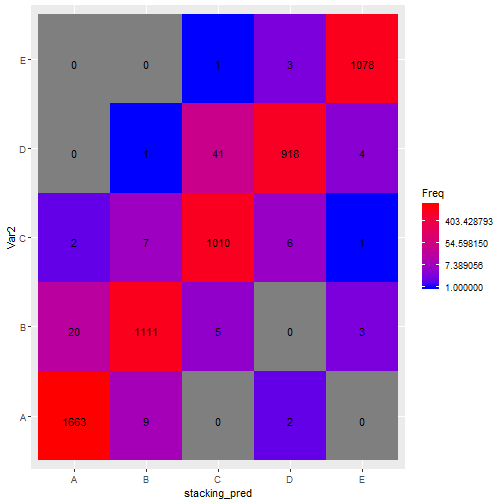 E 0 0 1 3 1078
D 0 1 41 918 4
C 2 7 1010 6 1
B 20 1111 5 0 3
A 1663 9 0 2 0
A B C D E
stacking_pred
Var2
Freq
403.428793
54.598150
7.389056
1.000000